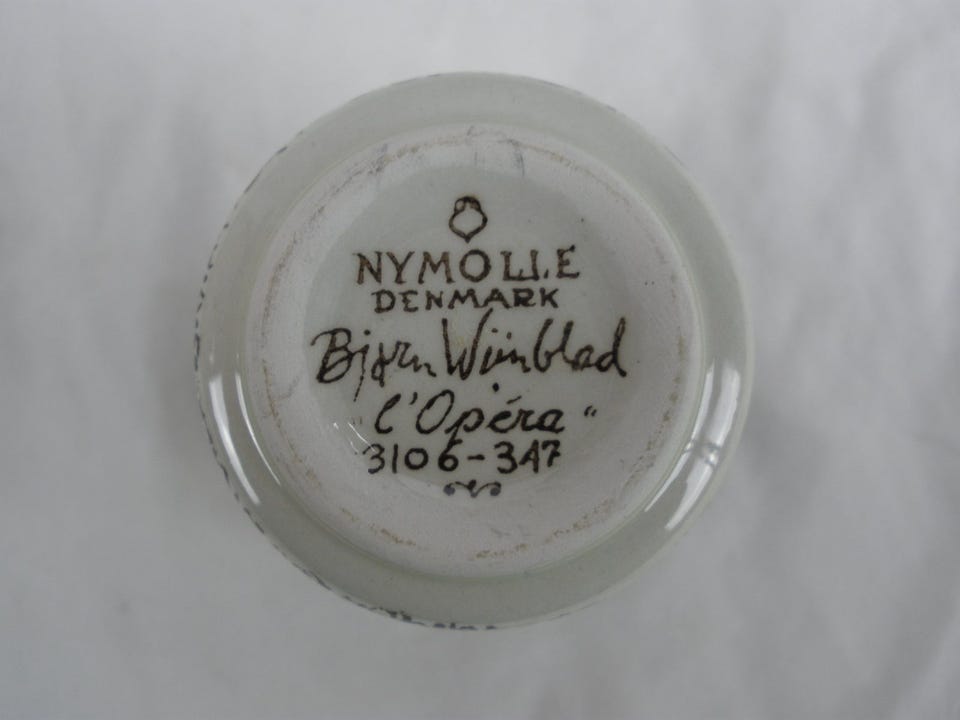 NYMOLLE
DENMARK
Bjørn Wiinblad
"l'Opéra"
3106-347